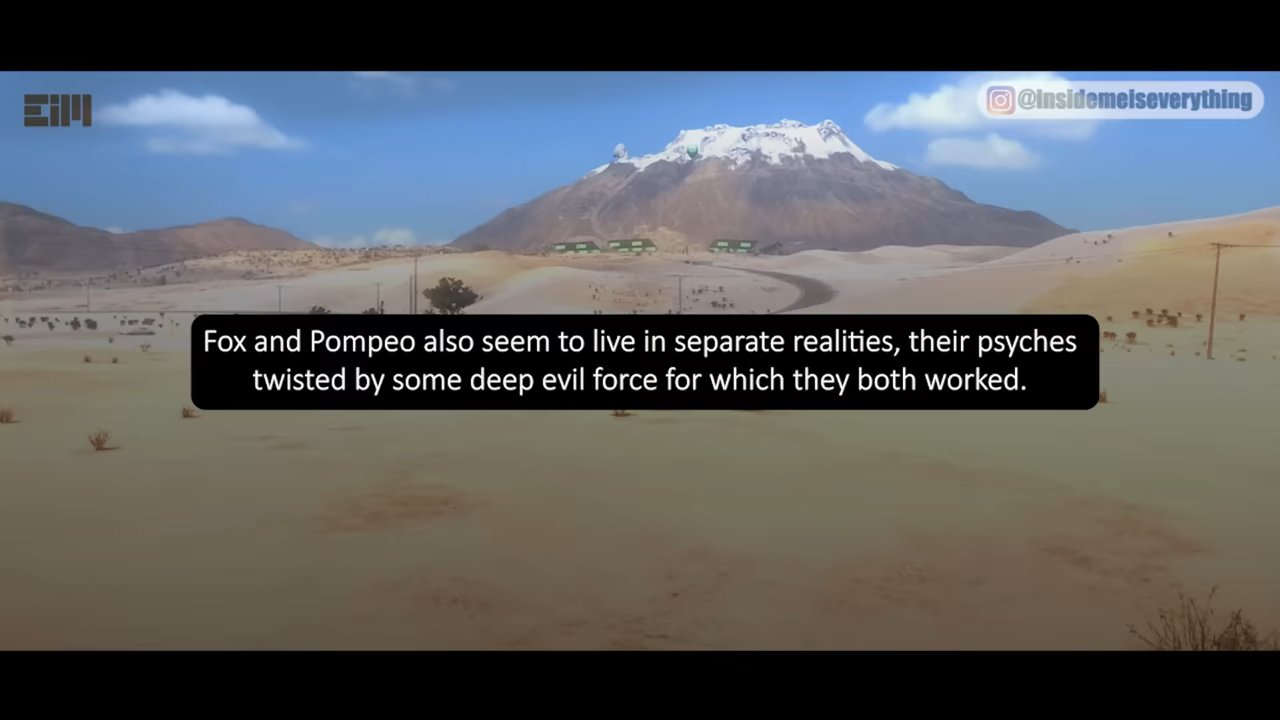 EiM
@insidemeiseverything
Fox and Pompeo also seem to live in separate realities, their psyches
twisted by some deep evil force for which they both worked.